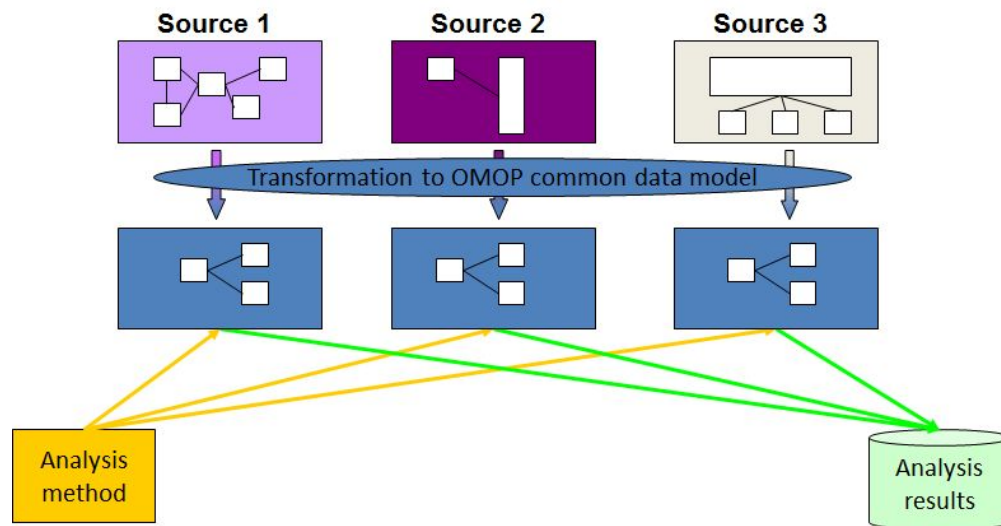 Source 1
Source 2
Source 3
Transformation to OMOP common data model
Analysis
method
Analysis
results